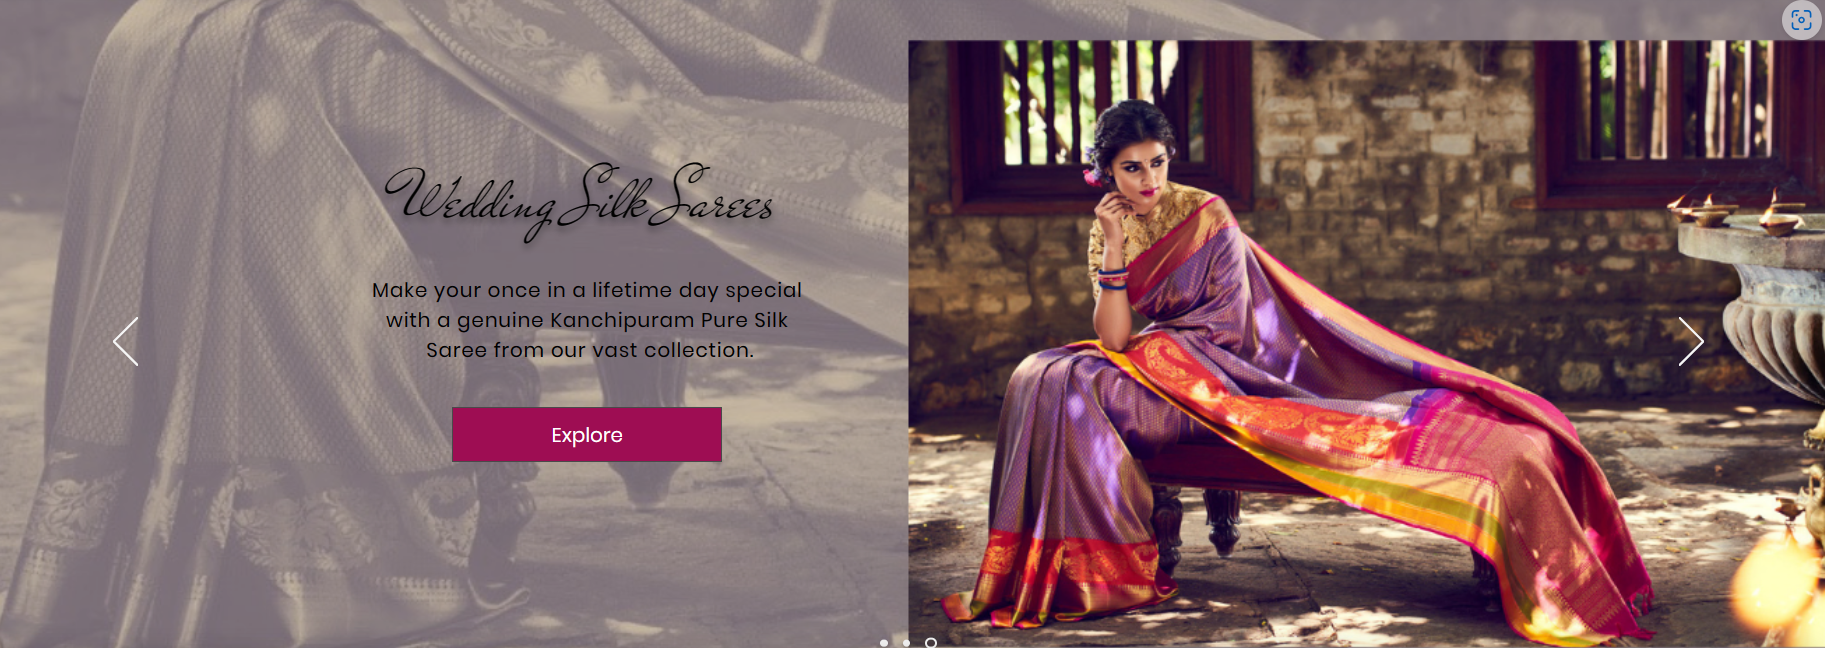 Wedding Silk Sarees
Make your once in a lifetime day special
with a genuine Kanchipuram Pure Silk
Saree from our vast collection.
Explore